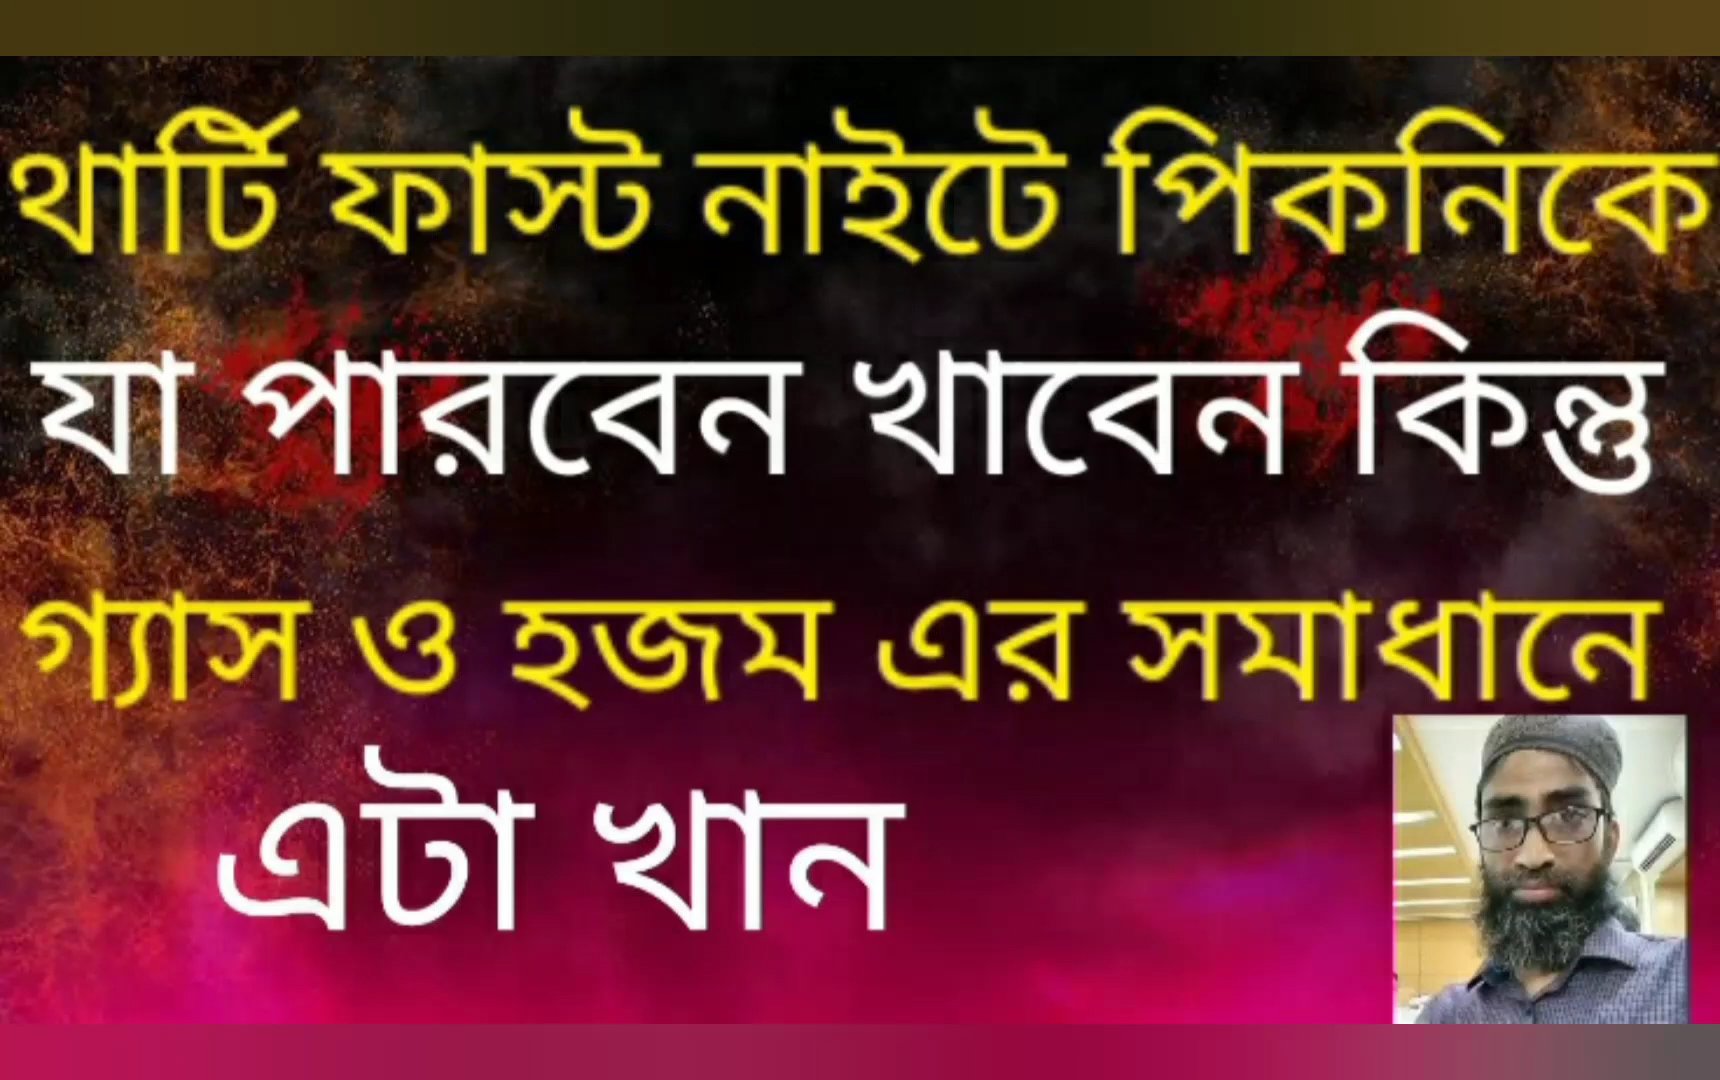 থার্টি ফাস্ট নাইটে পিকনিকে
যা পারবেন খাবেন কিন্তু
গ্যাস ও হজম এর সমাধানে
এটা খান